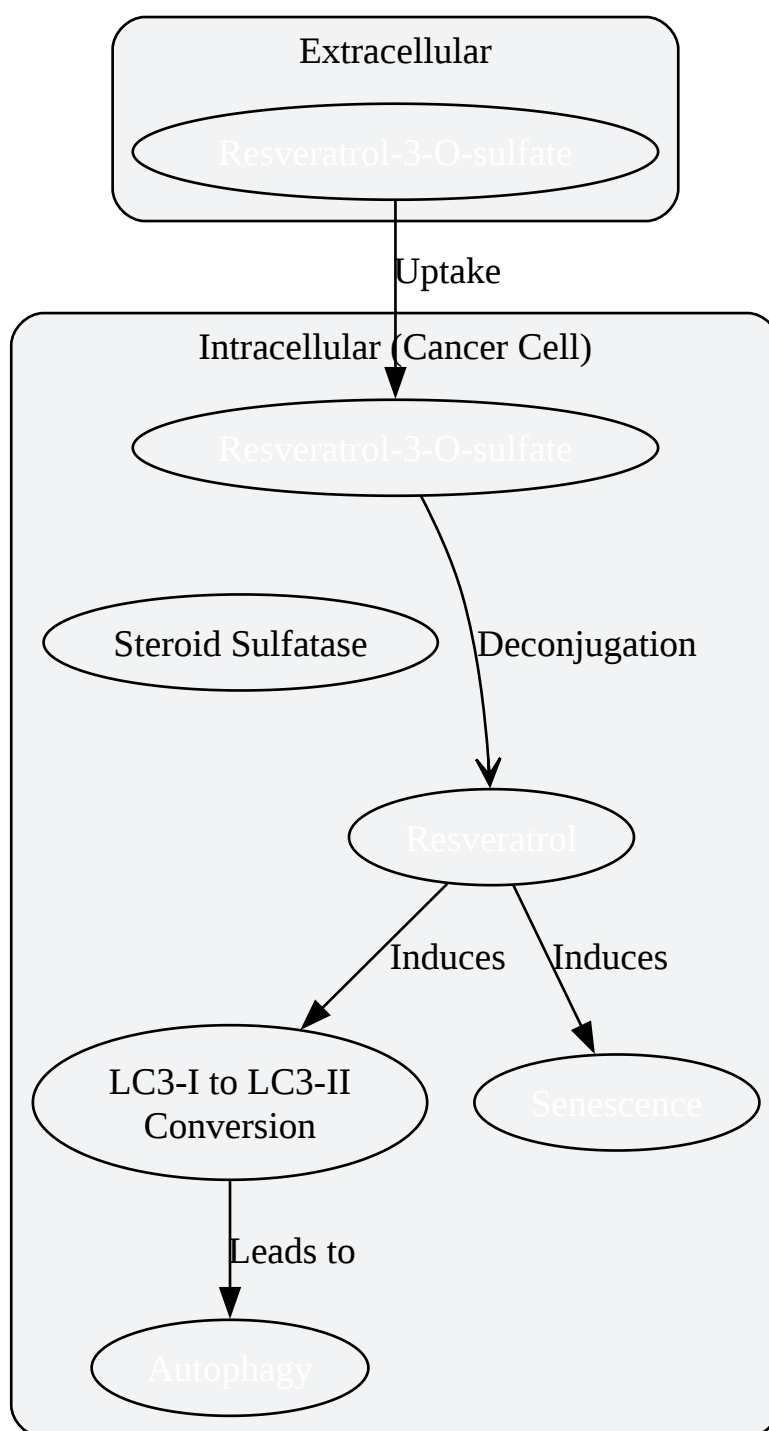 Extracellular
Resveratrol-3-O-sulfate
Uptake
Intracellular (Cancer Cell)
Resveratrol-3-O-sulfate
Steroid Sulfatase
Deconjugation
Resveratrol
Induces
Induces
LC3-I to LC3-II
Conversion
Senescence
Leads to
Autophagy